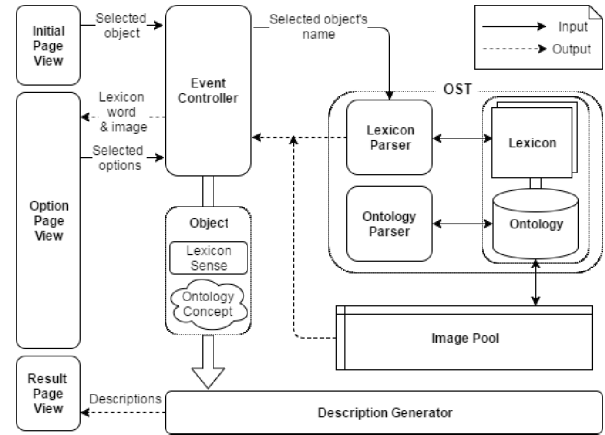 Initial
Page
View
Selected
object
Event
Controller
Selected object's
name
Input
Output
OST
Lexicon
word
& image
Selected
options
Option
Page
View
Lexicon
Parser
Lexicon
Ontology
Parser
Ontology
Object
Lexicon
Sense
Ontology
Concept
Image Pool
Result
Page
View
Descriptions
Description Generator